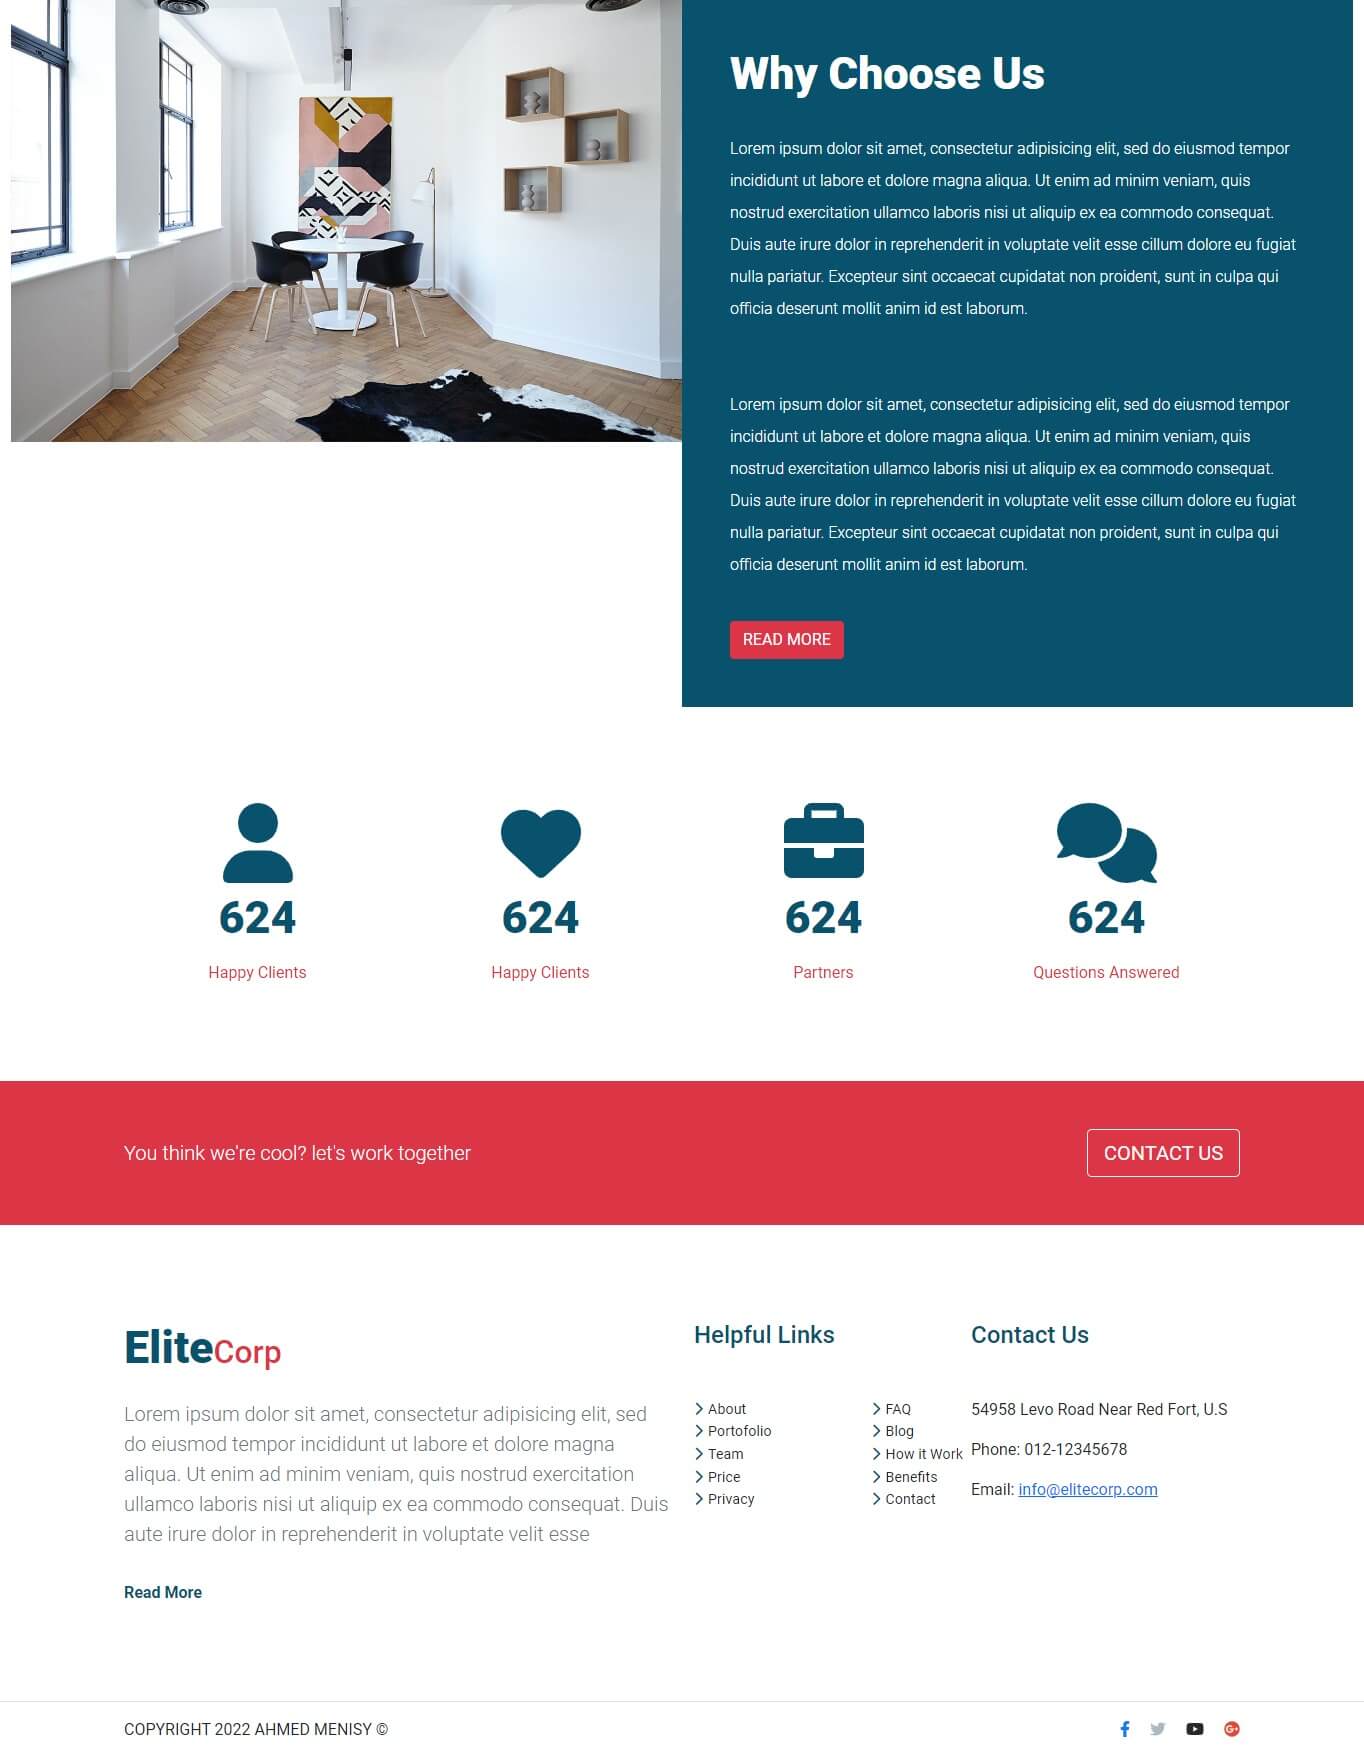 Why Choose Us
Lorem ipsum dolor sit amet, consectetur adipisicing elit, sed do eiusmod tempor
incididunt ut labore et dolore magna aliqua. Ut enim ad minim veniam, quis
nostrud exercitation ullamco laboris nisi ut aliquip ex ea commodo consequat.
Duis aute irure dolor in reprehenderit in voluptate velit esse cillum dolore eu fugiat
nulla pariatur. Excepteur sint occaecat cupidatat non proident, sunt in culpa qui
officia deserunt mollit anim id est laborum.
Lorem ipsum dolor sit amet, consectetur adipisicing elit, sed do eiusmod tempor
incididunt ut labore et dolore magna aliqua. Ut enim ad minim veniam, quis
nostrud exercitation ullamco laboris nisi ut aliquip ex ea commodo consequat.
Duis aute irure dolor in reprehenderit in voluptate velit esse cillum dolore eu fugiat
nulla pariatur. Excepteur sint occaecat cupidatat non proident, sunt in culpa qui
officia deserunt mollit anim id est laborum.
READ MORE
624
Happy Clients
624
Happy Clients
624
Partners
624
Questions Answered
You think we're cool? let's work together
CONTACT US
EliteCorp
Lorem ipsum dolor sit amet, consectetur adipisicing elit, sed
do eiusmod tempor incididunt ut labore et dolore magna
aliqua. Ut enim ad minim veniam, quis nostrud exercitation
ullamco laboris nisi ut aliquip ex ea commodo consequat. Duis
aute irure dolor in reprehenderit in voluptate velit esse
Read More
Helpful Links
About
Portofolio
Team
Price
Privacy
FAQ
Blog
How it Work
Benefits
Contact
Contact Us
54958 Levo Road Near Red Fort, U.S
Phone: 012-12345678
Email: info@elitecorp.com
COPYRIGHT 2022 AHMED MENISY ©